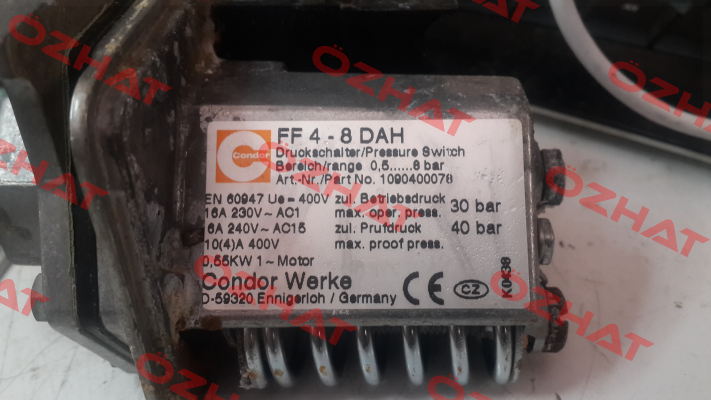 FF 4 - 8 DAH
Condor
Druckschalter/Pressure Switch
Bereich/range 0,5......8 bar
Art.-Nr./Part No. 1090400078
EN 60947 Ue = 400V zul. Betriebsdruck 30 bar
16A 230V ~ AC1 max. oper. press.
6A 240V ~ AC15 zul. Prufdruck 40 bar
10(4)A 400V max. proof press.
0,55KW 1 ~ Motor
Condor Werke
D-59320 Ennigerloh / Germany
CE CZ
K0430
OZHAT
OZHAT
OZHAT
OZHAT
OZHAT
OZHAT
OZHAT
OZHAT
OZHAT